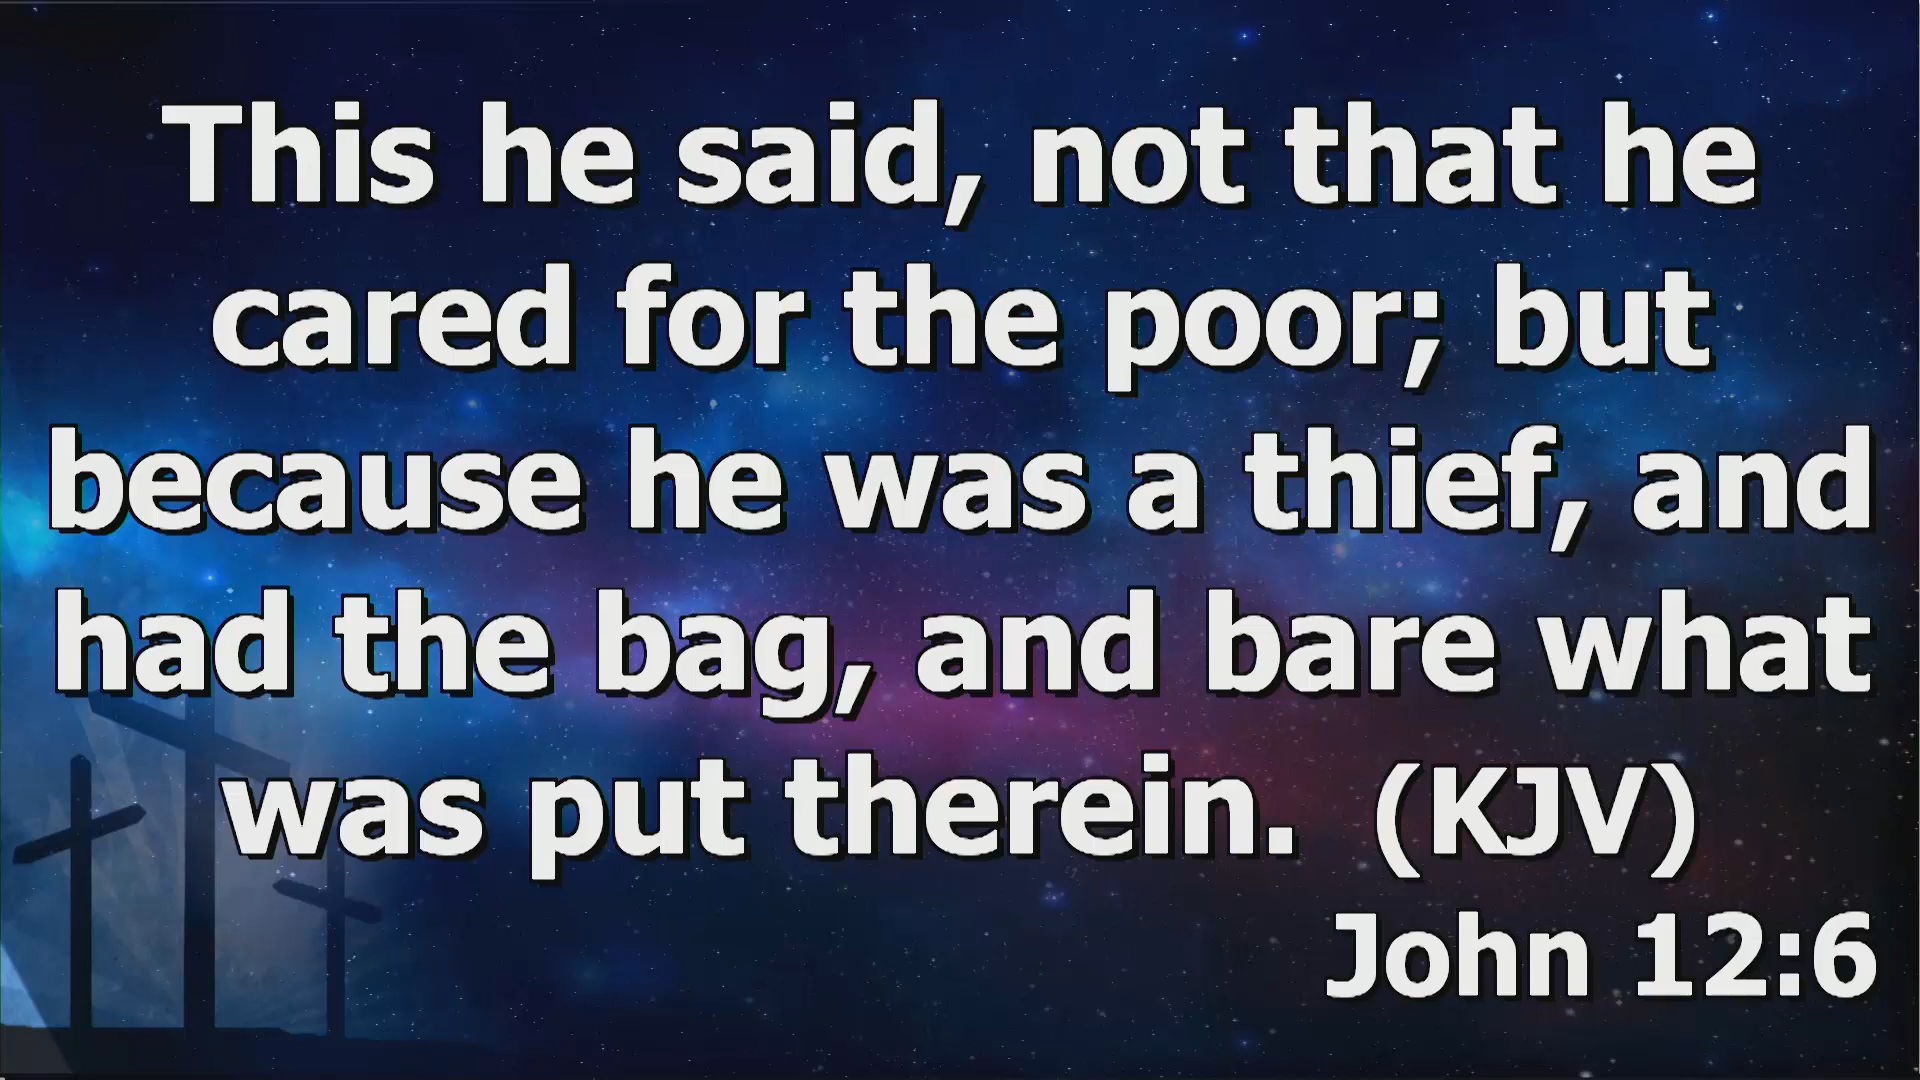 This he said, not that he
cared for the poor; but
because he was a thief, and
had the bag, and bare what
was put therein.  (KJV)
John 12:6